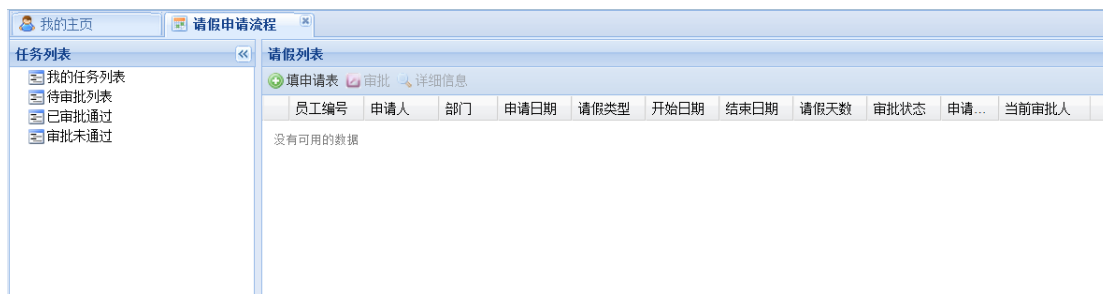 我的主页 请假申请流程
任务列表
我的任务列表
待审批列表
已审批通过
审批未通过
请假列表
填申请表 审批 详细信息
员工编号 申请人 部门 申请日期 请假类型 开始日期 结束日期 请假天数 审批状态 申请... 当前审批人
没有可用的数据